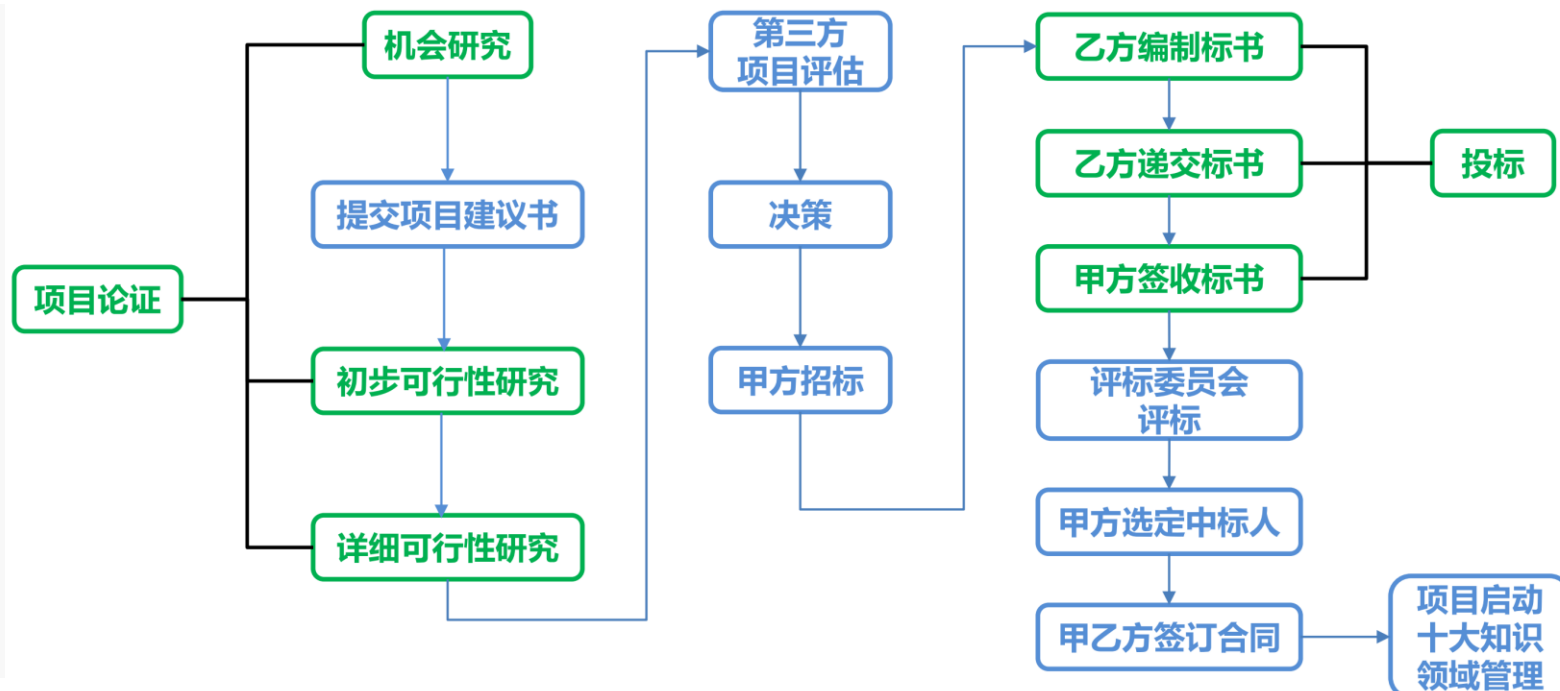 项目论证
机会研究
提交项目建议书
初步可行性研究
详细可行性研究
第三方
项目评估
决策
甲方招标
乙方编制标书
乙方递交标书
甲方签收标书
投标
评标委员会
评标
甲方选定中标人
甲乙方签订合同
项目启动
十大知识
领域管理